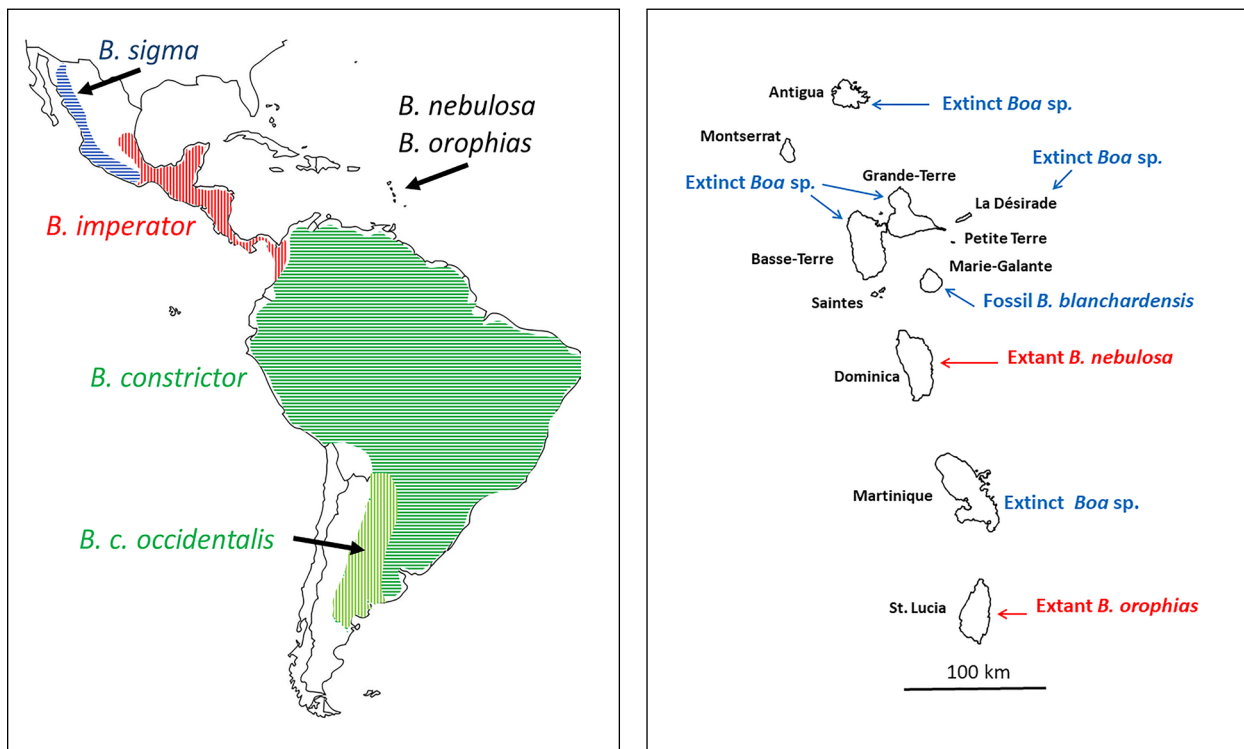 B. sigma
B. nebulosa
B. orophias
B. imperator
B. constrictor
B. c. occidentalis
Antigua
Extinct Boa sp.
Montserrat
Extinct Boa sp.
Grande-Terre
Extinct Boa sp.
La Désirade
Petite Terre
Basse-Terre
Marie-Galante
Saintes
Fossil B. blanchardensis
Extant B. nebulosa
Dominica
Martinique
Extinct Boa sp.
St. Lucia
Extant B. orophias
100 km